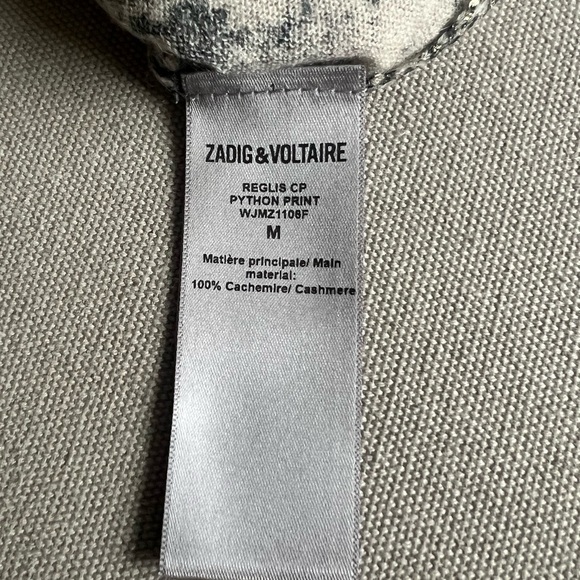 ZADIG&VOLTAIRE
REGLIS CP
PYTHON PRINT
WJMZ1106F
M
Matière principale/ Main
material:
100% Cachemire/ Cashmere